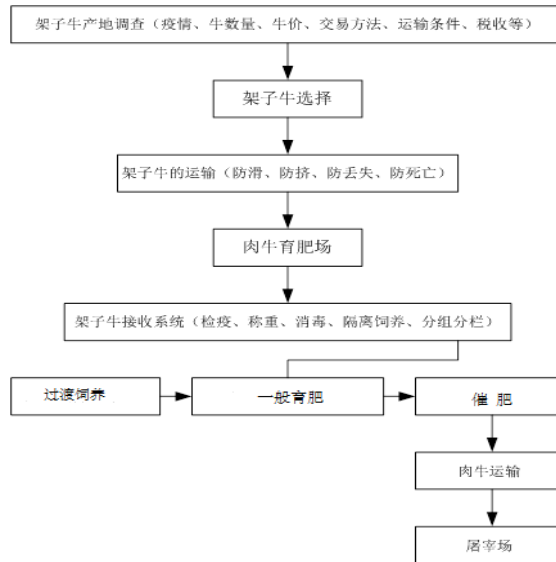 架子牛产地调查（疫情、牛数量、牛价、交易方法、运输条件、税收等）
架子牛选择
架子牛的运输（防滑、防挤、防丢失、防死亡）
肉牛育肥场
架子牛接收系统（检疫、称重、消毒、隔离饲养、分组分栏）
过渡饲养
一般育肥
催 肥
肉牛运输
屠宰场